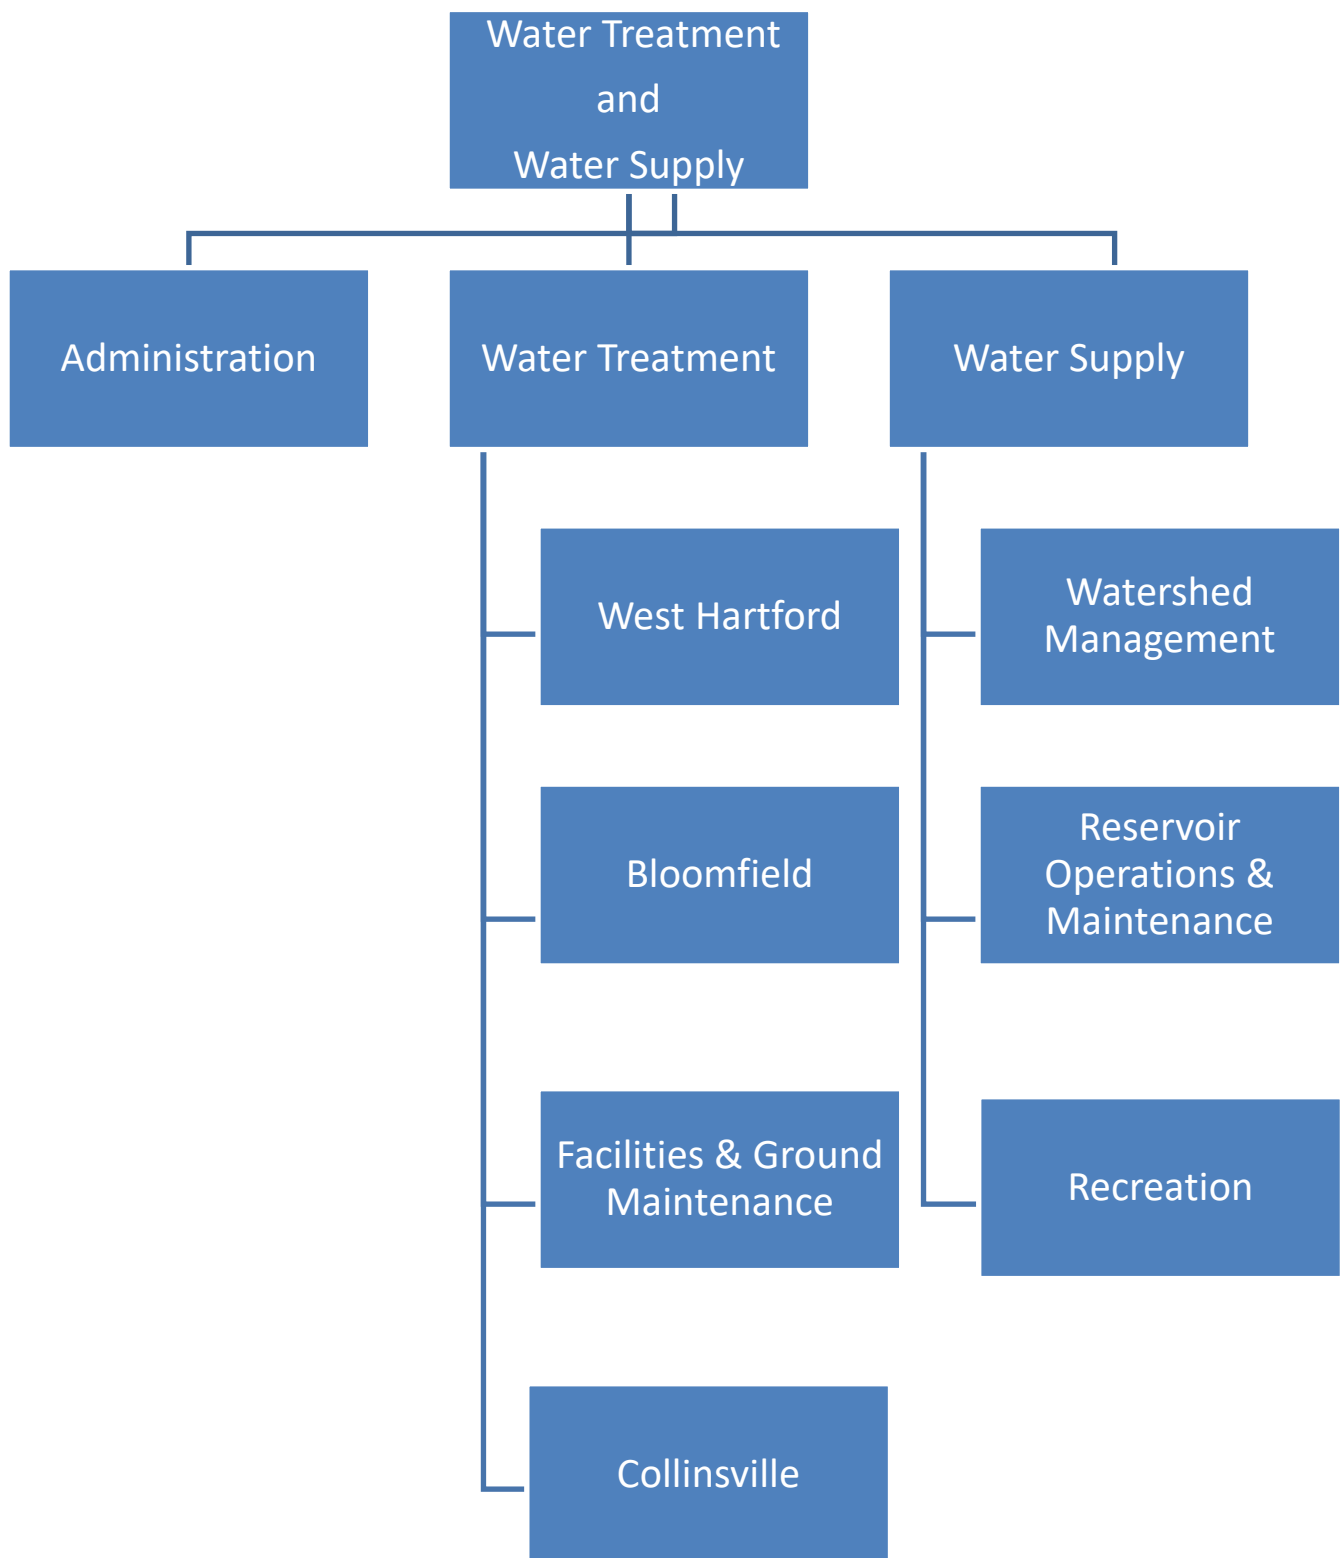 Water Treatment
and
Water Supply
Administration
Water Treatment
Water Supply
West Hartford
Watershed
Management
Bloomfield
Reservoir
Operations &
Maintenance
Facilities & Ground
Maintenance
Recreation
Collinsville